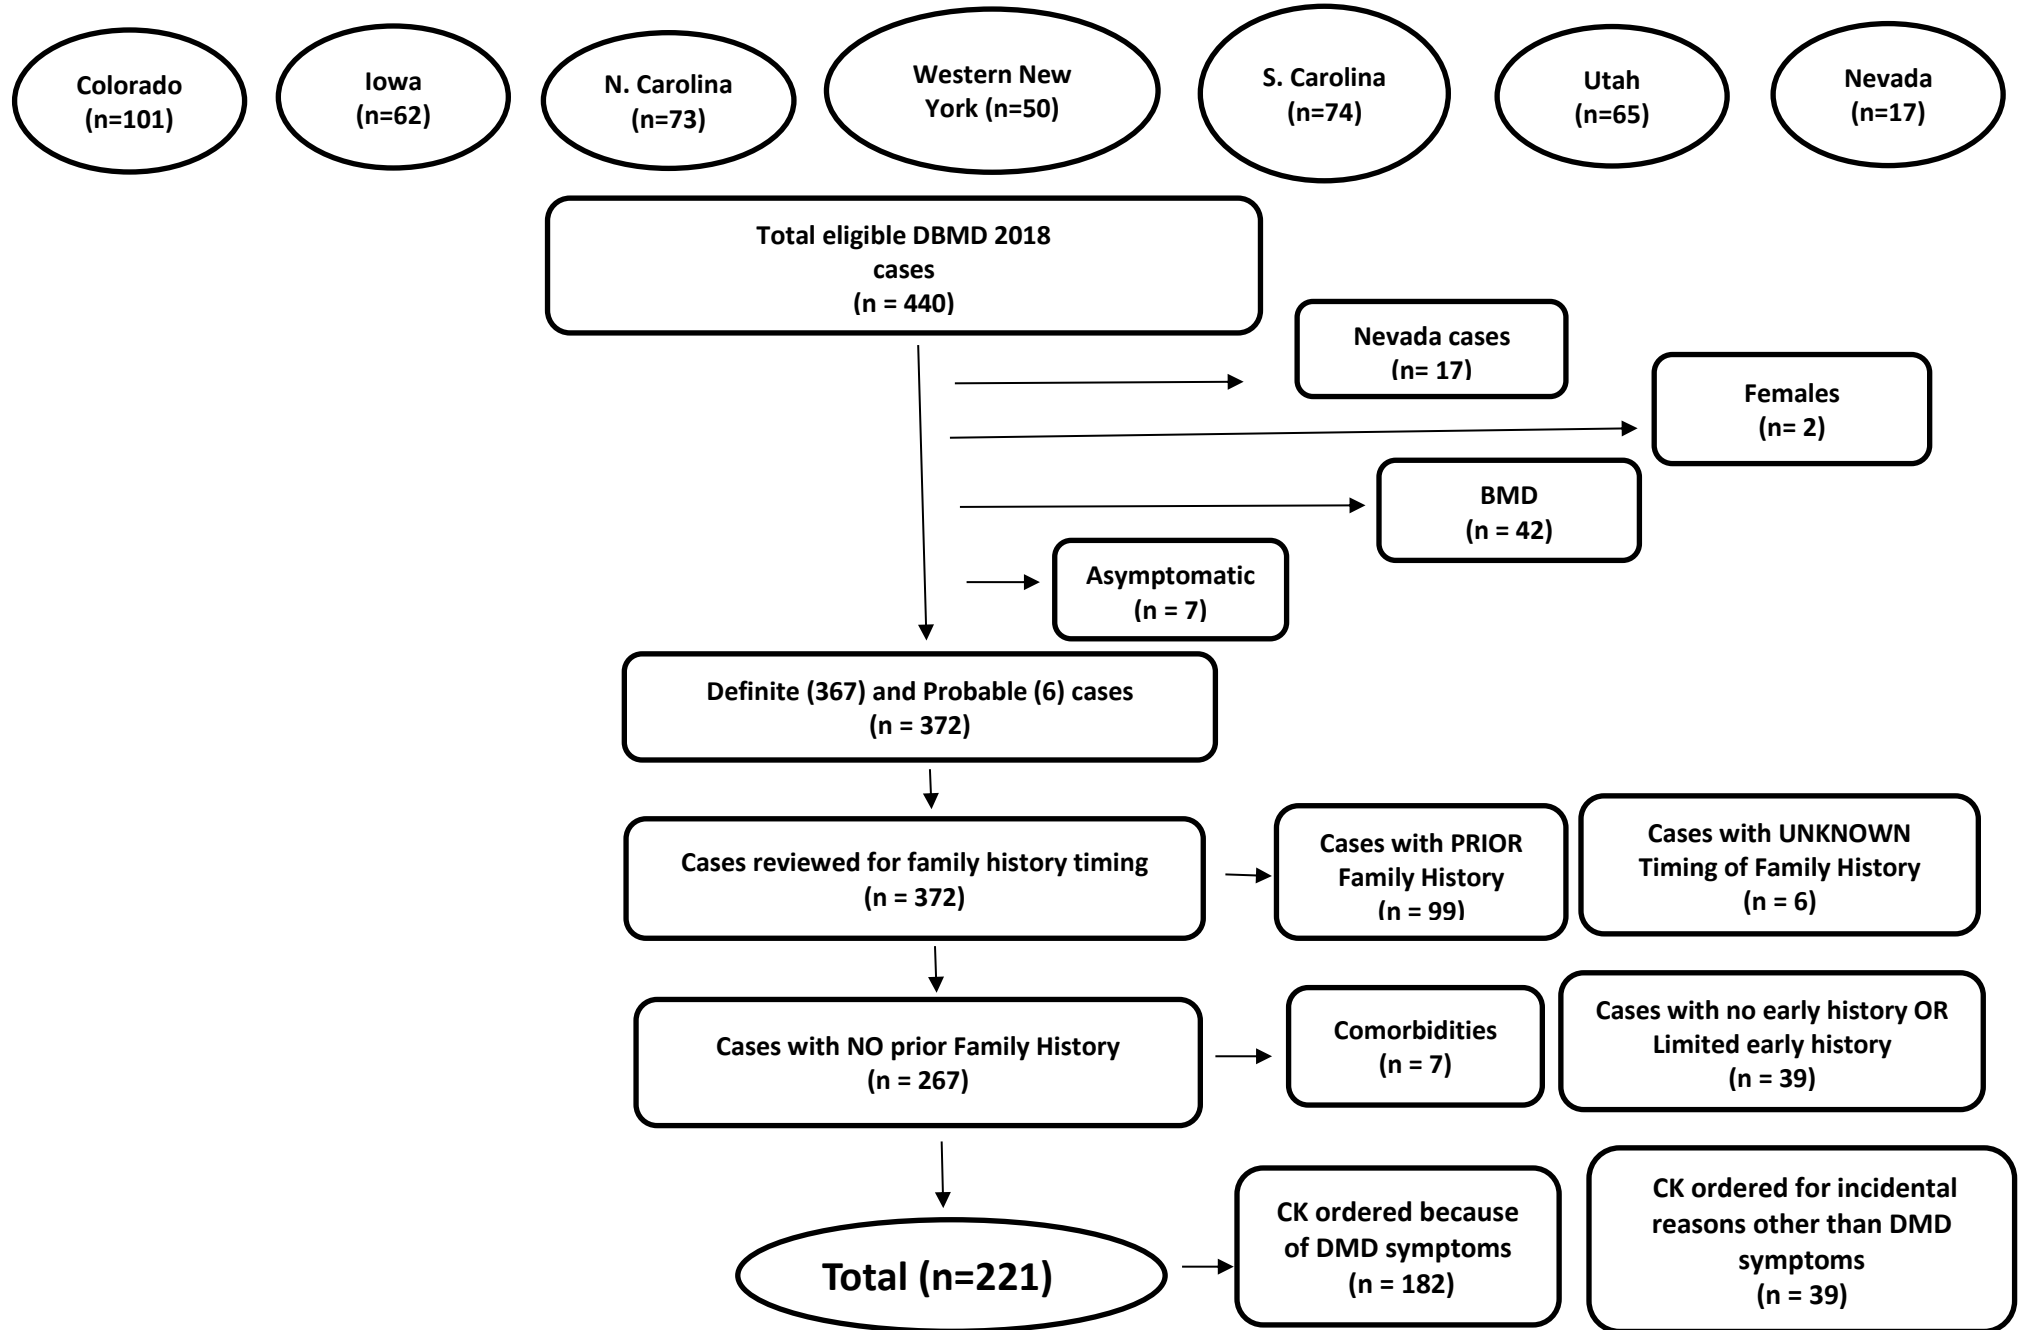 Colorado
(n=101)
Iowa
(n=62)
N. Carolina
(n=73)
Western New
York (n=50)
S. Carolina
(n=74)
Utah
(n=65)
Nevada
(n=17)
Total eligible DBMD 2018
cases
(n = 440)
Nevada cases
(n= 17)
Females
(n= 2)
BMD
(n = 42)
Asymptomatic
(n = 7)
Definite (367) and Probable (6) cases
(n = 372)
Cases reviewed for family history timing
(n = 372)
Cases with PRIOR
Family History
(n = 99)
Cases with UNKNOWN
Timing of Family History
(n = 6)
Cases with NO prior Family History
(n = 267)
Comorbidities
(n = 7)
Cases with no early history OR
Limited early history
(n = 39)
Total (n=221)
CK ordered because
of DMD symptoms
(n = 182)
CK ordered for incidental
reasons other than DMD
symptoms
(n = 39)